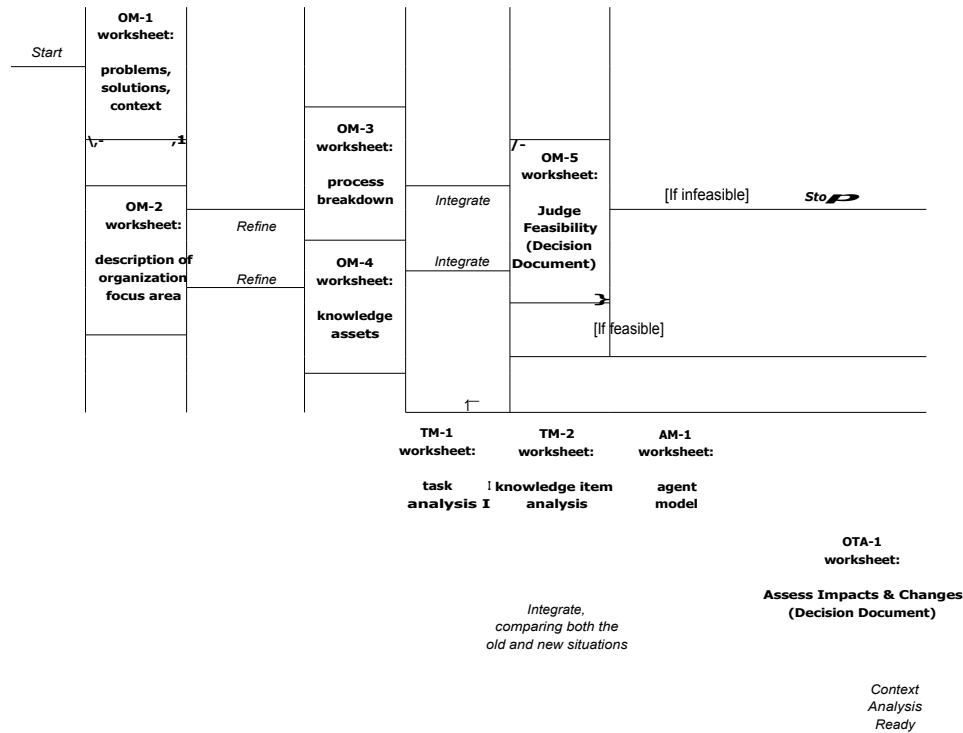 Start
OM-1
worksheet:
problems,
solutions,
context
\,- ,1
OM-2
worksheet:
description of
organization
focus area
Refine
Refine
OM-3
worksheet:
process
breakdown
OM-4
worksheet:
knowledge
assets
Integrate
Integrate
/-
OM-5
worksheet:
Judge
Feasibility
(Decision
Document)
}
[If infeasible]
Stop
[If feasible]
TM-1
worksheet:
task I
analysis I
TM-2
worksheet:
knowledge item
analysis
AM-1
worksheet:
agent
model
OTA-1
worksheet:
Assess Impacts & Changes
(Decision Document)
Integrate,
comparing both the
old and new situations
Context
Analysis
Ready